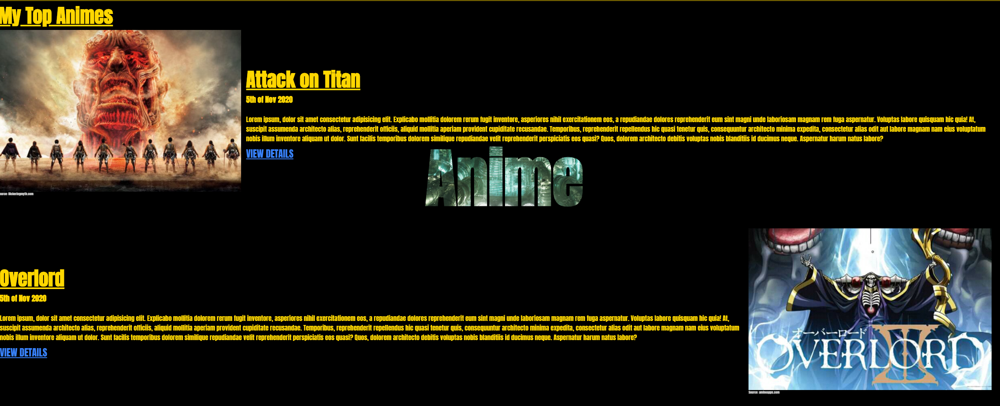 My Top Animes
Attack on Titan
5th of Nov 2020
Lorem ipsum, dolor sit amet consectetur adipisicing elit. Explicabo mollitia dolorem rerum fugit inventore, asperiores nihil exercitationem eos, a repudiandae dolores reprehenderit eum sint magni unde laboriosam magnam rem fuga aspernatur. Voluptas labore quisquam hic quia! At,
suscipit assumenda architecto alias, reprehenderit officiis, aliquid mollitia aperiam provident cupiditate recusandae. Temporibus, reprehenderit repellendus hic quasi tenetur quis, consequuntur architecto minima expedita, consectetur alias odit aut labore magnam nam eius voluptatum
nobis illum inventore aliquam ut dolor. Sunt facilis temporibus dolorem similique repudiandae velit reprehenderit perspiciatis eos quasi? Quos, dolorem architecto debitis voluptas nobis blanditiis id ducimus neque. Aspernatur harum natus labore?
VIEW DETAILS
Anime
ource: flickeringmyth.com
Overlord
5th of Nov 2020
Lorem ipsum, dolor sit amet consectetur adipisicing elit. Explicabo mollitia dolorem rerum fugit inventore, asperiores nihil exercitationem eos, a repudiandae dolores reprehenderit eum sint magni unde laboriosam magnam rem fuga aspernatur. Voluptas labore quisquam hic quia! At,
suscipit assumenda architecto alias, reprehenderit officiis, aliquid mollitia aperiam provident cupiditate recusandae. Temporibus, reprehenderit repellendus hic quasi tenetur quis, consequuntur architecto minima expedita, consectetur alias odit aut labore magnam nam eius voluptatum
nobis illum inventore aliquam ut dolor. Sunt facilis temporibus dolorem similique repudiandae velit reprehenderit perspiciatis eos quasi? Quos, dolorem architecto debitis voluptas nobis blanditiis id ducimus neque. Aspernatur harum natus labore?
VIEW DETAILS
オーバーロード
OVERLORD
III
Source: aminoapps.com